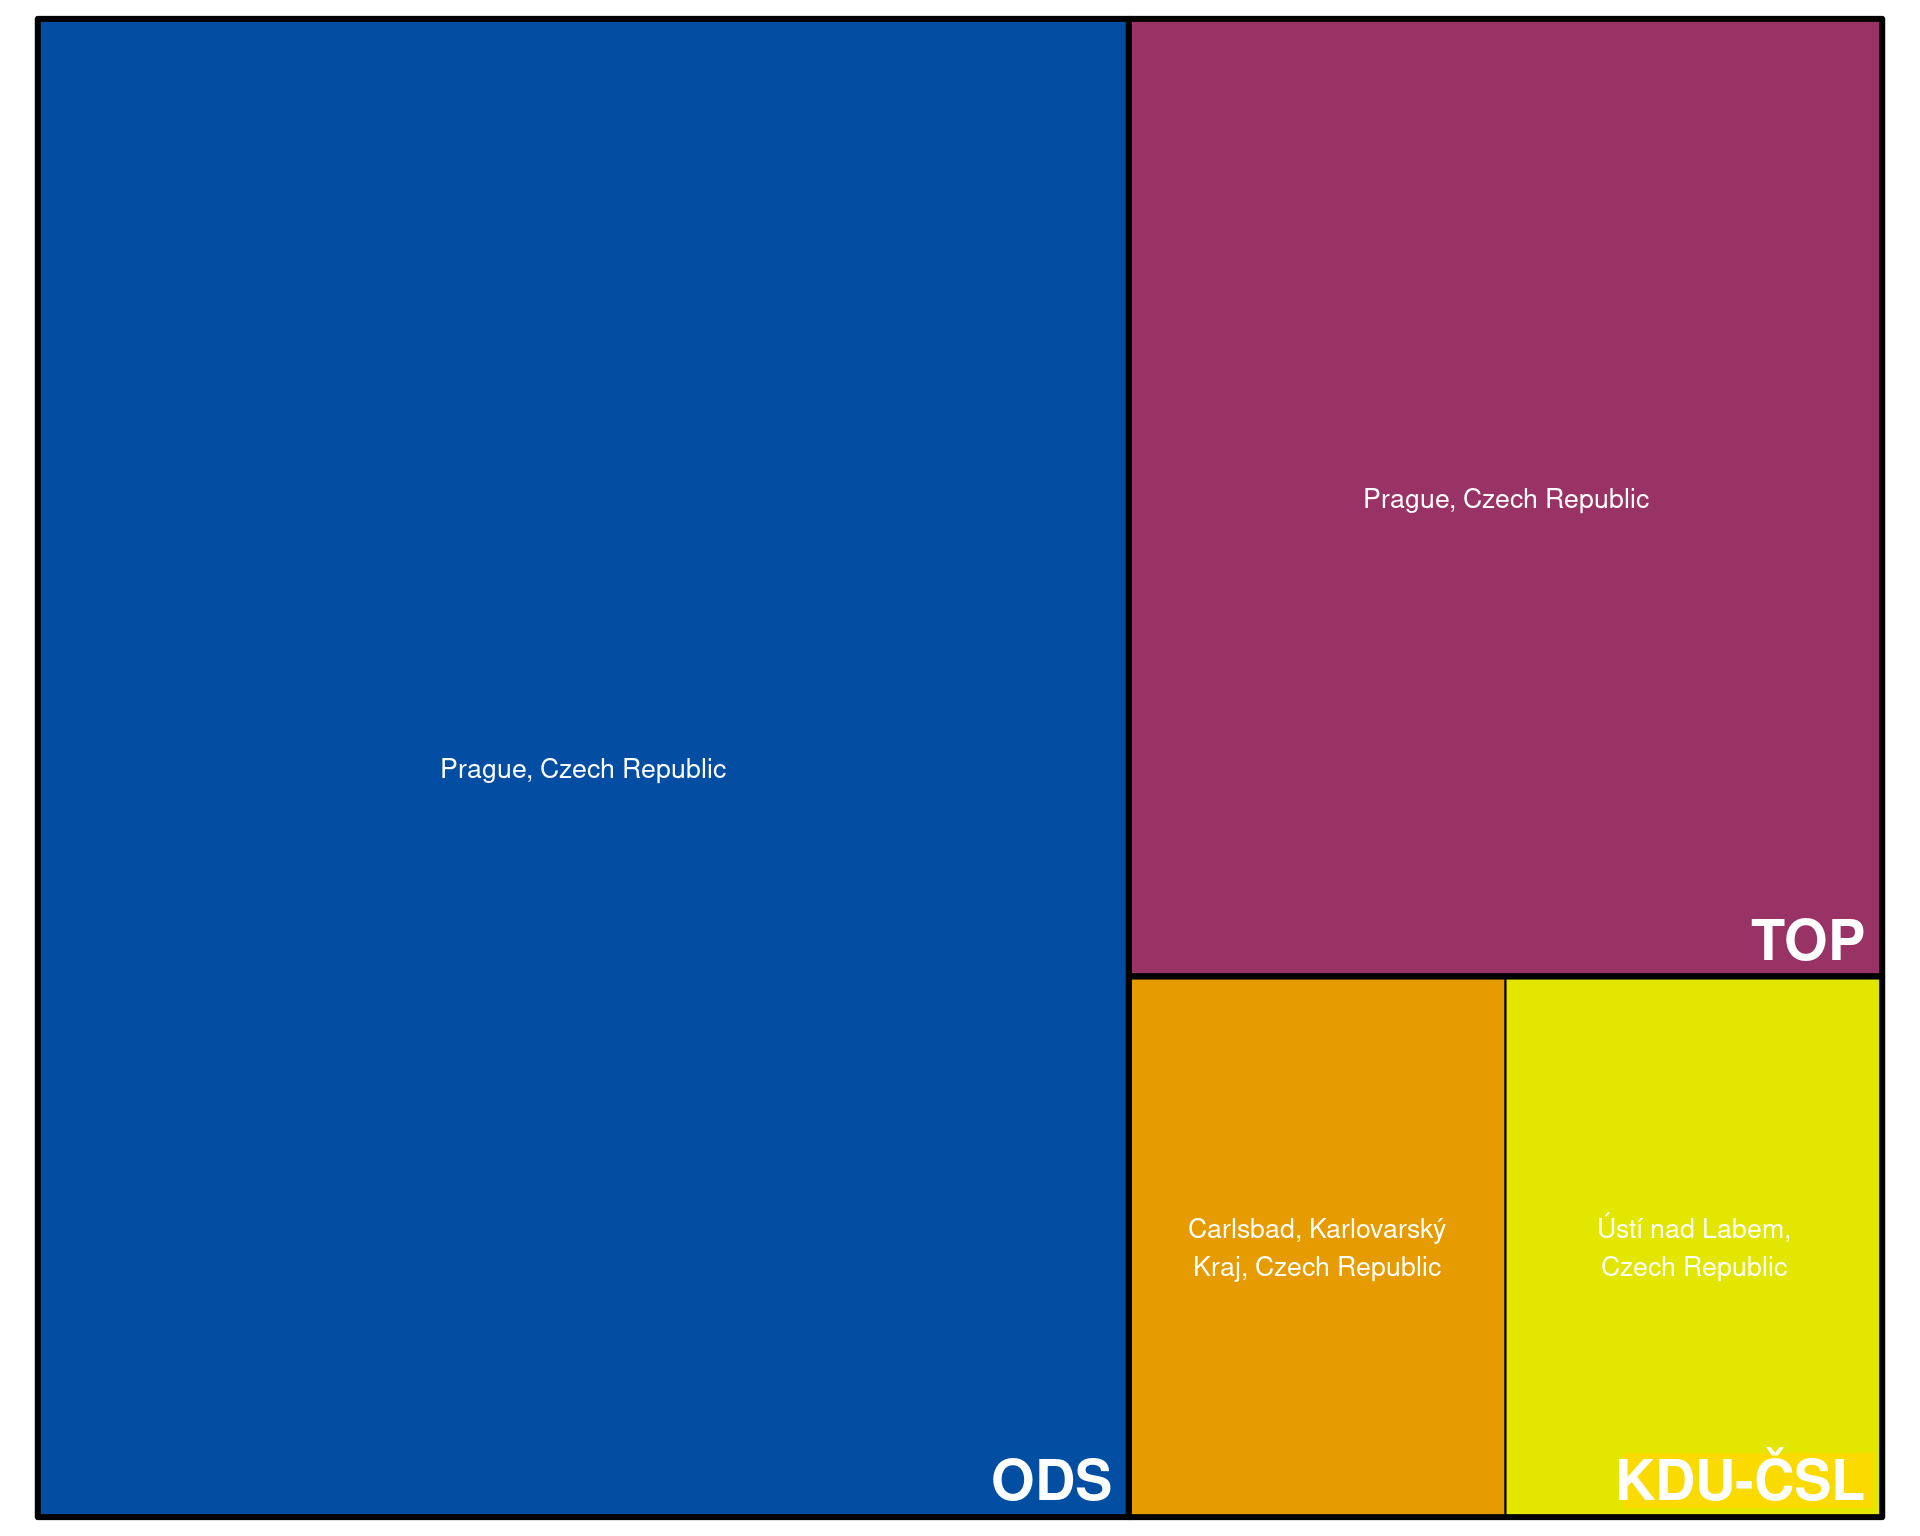 Prague, Czech Republic
ODS
Prague, Czech Republic
TOP
Carlsbad, Karlovarský
Kraj, Czech Republic
Ústí nad Labem,
Czech Republic
KDU-ČSL